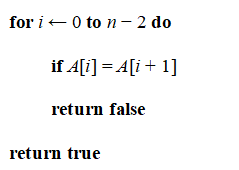 for i ← 0 to n − 2 do
if A[i] = A[i + 1]
return false
return true